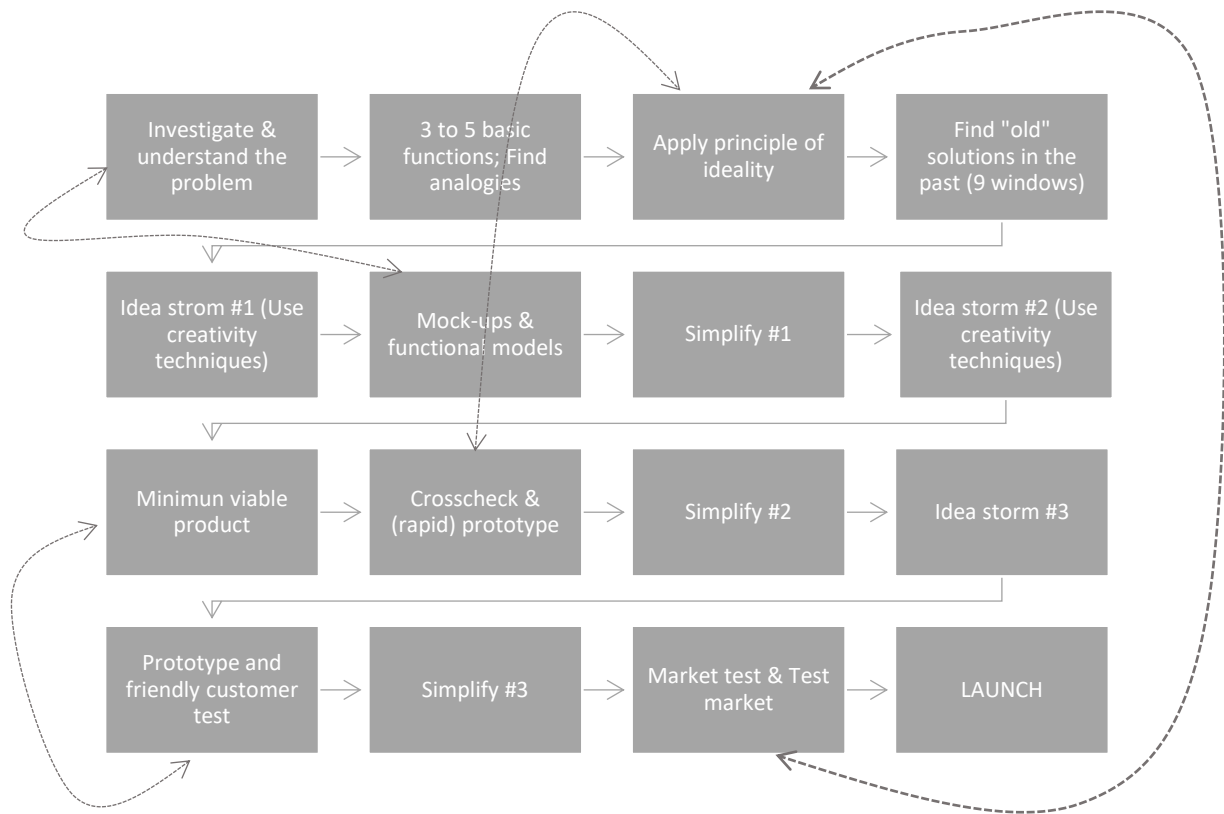 Investigate &
understand the
problem
3 to 5 basic
functions; Find
analogies
Apply principle of
ideality
Find "old"
solutions in the
past (9 windows)
Idea strom #1 (Use
creativity
techniques)
Mock-ups &
functional models
Simplify #1
Idea storm #2 (Use
creativity
techniques)
Minimun viable
product
Crosscheck &
(rapid) prototype
Simplify #2
Idea storm #3
Prototype and
friendly customer
test
Simplify #3
Market test & Test
market
LAUNCH